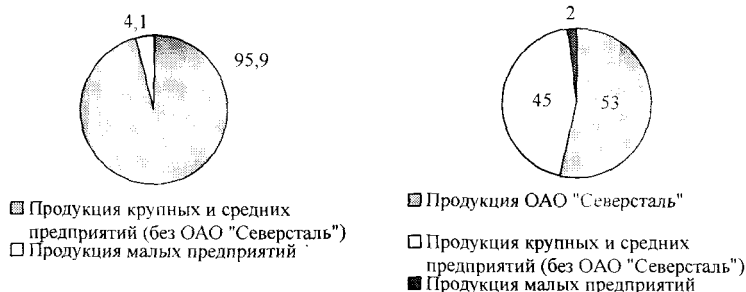 4,1
95,9
Продукция крупных и средних
предприятий (без ОАО "Северсталь")
Продукция малых предприятий
2
45
53
Продукция ОАО "Северсталь"
Продукция крупных и средних
предприятий (без ОАО "Северсталь")
Продукция малых предприятий